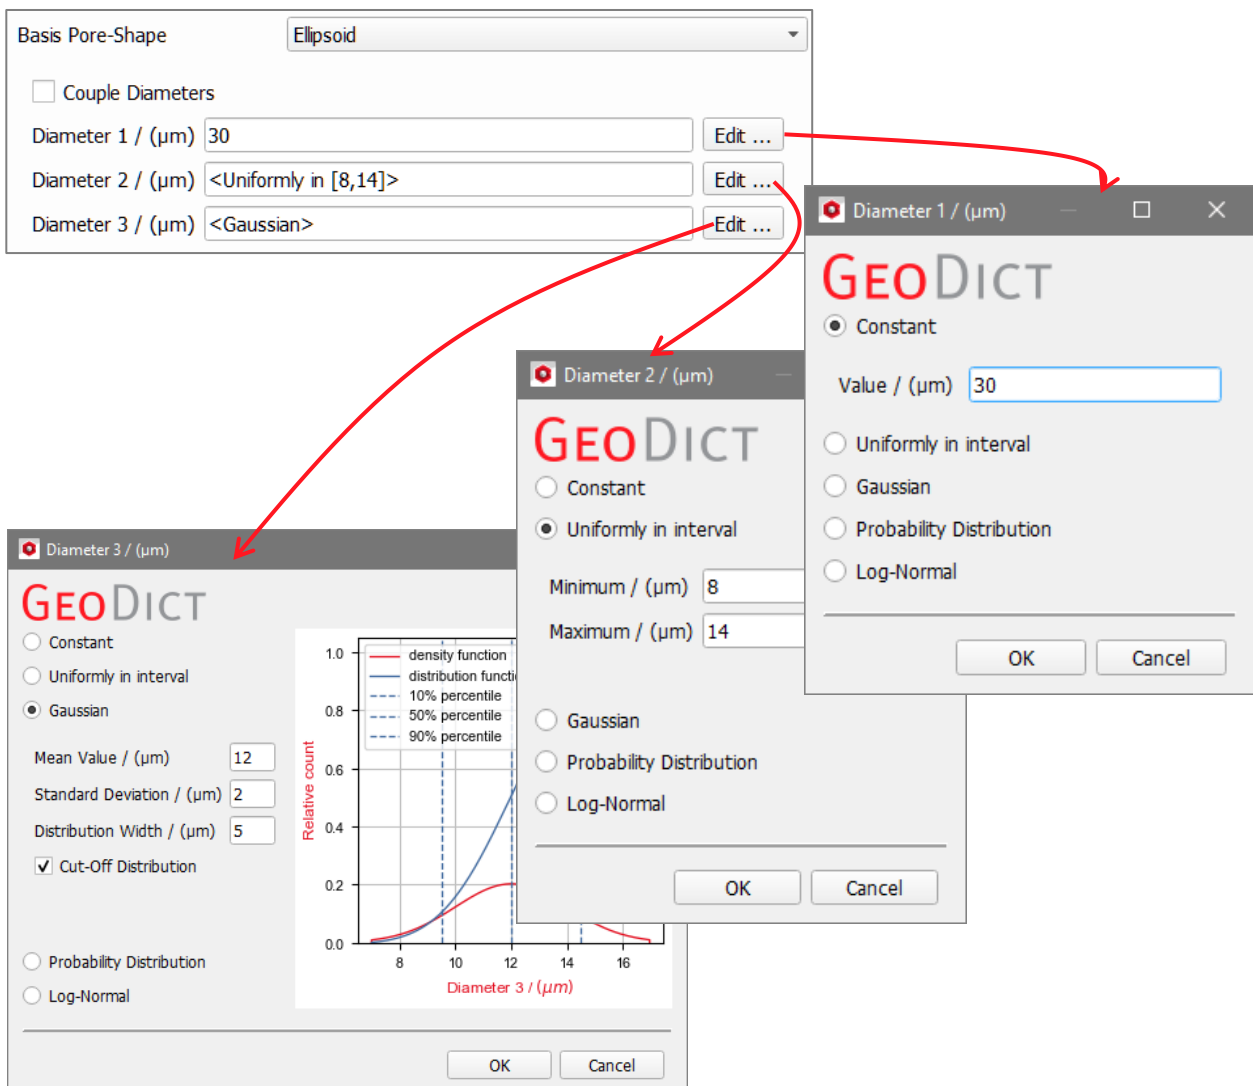 Basis Pore-Shape
Ellipsoid
Couple Diameters
Diameter 1 / (µm) 30 Edit ...
Diameter 2 / (µm) <Uniformly in [8,14]> Edit ...
Diameter 3 / (µm) <Gaussian> Edit ...
Diameter 1 / (µm)
GEODICT
Constant
Value / (µm) 30
Uniformly in interval
Gaussian
Probability Distribution
Log-Normal
OK Cancel
Diameter 2 / (µm)
GEODICT
Constant
Uniformly in interval
Minimum / (µm) 8
Maximum / (µm) 14
Gaussian
Probability Distribution
Log-Normal
OK Cancel
Diameter 3 / (µm)
GEODICT
Constant
Uniformly in interval
Gaussian
Mean Value / (µm) 12
Standard Deviation / (µm) 2
Distribution Width / (µm) 5
Cut-Off Distribution
Probability Distribution
Log-Normal
density function
distribution functi
10% percentile
50% percentile
90% percentile
Relative count
1.0
0.8
0.6
0.4
0.2
0.0
8 10 12 14 16
Diameter 3 / (µm)
OK Cancel